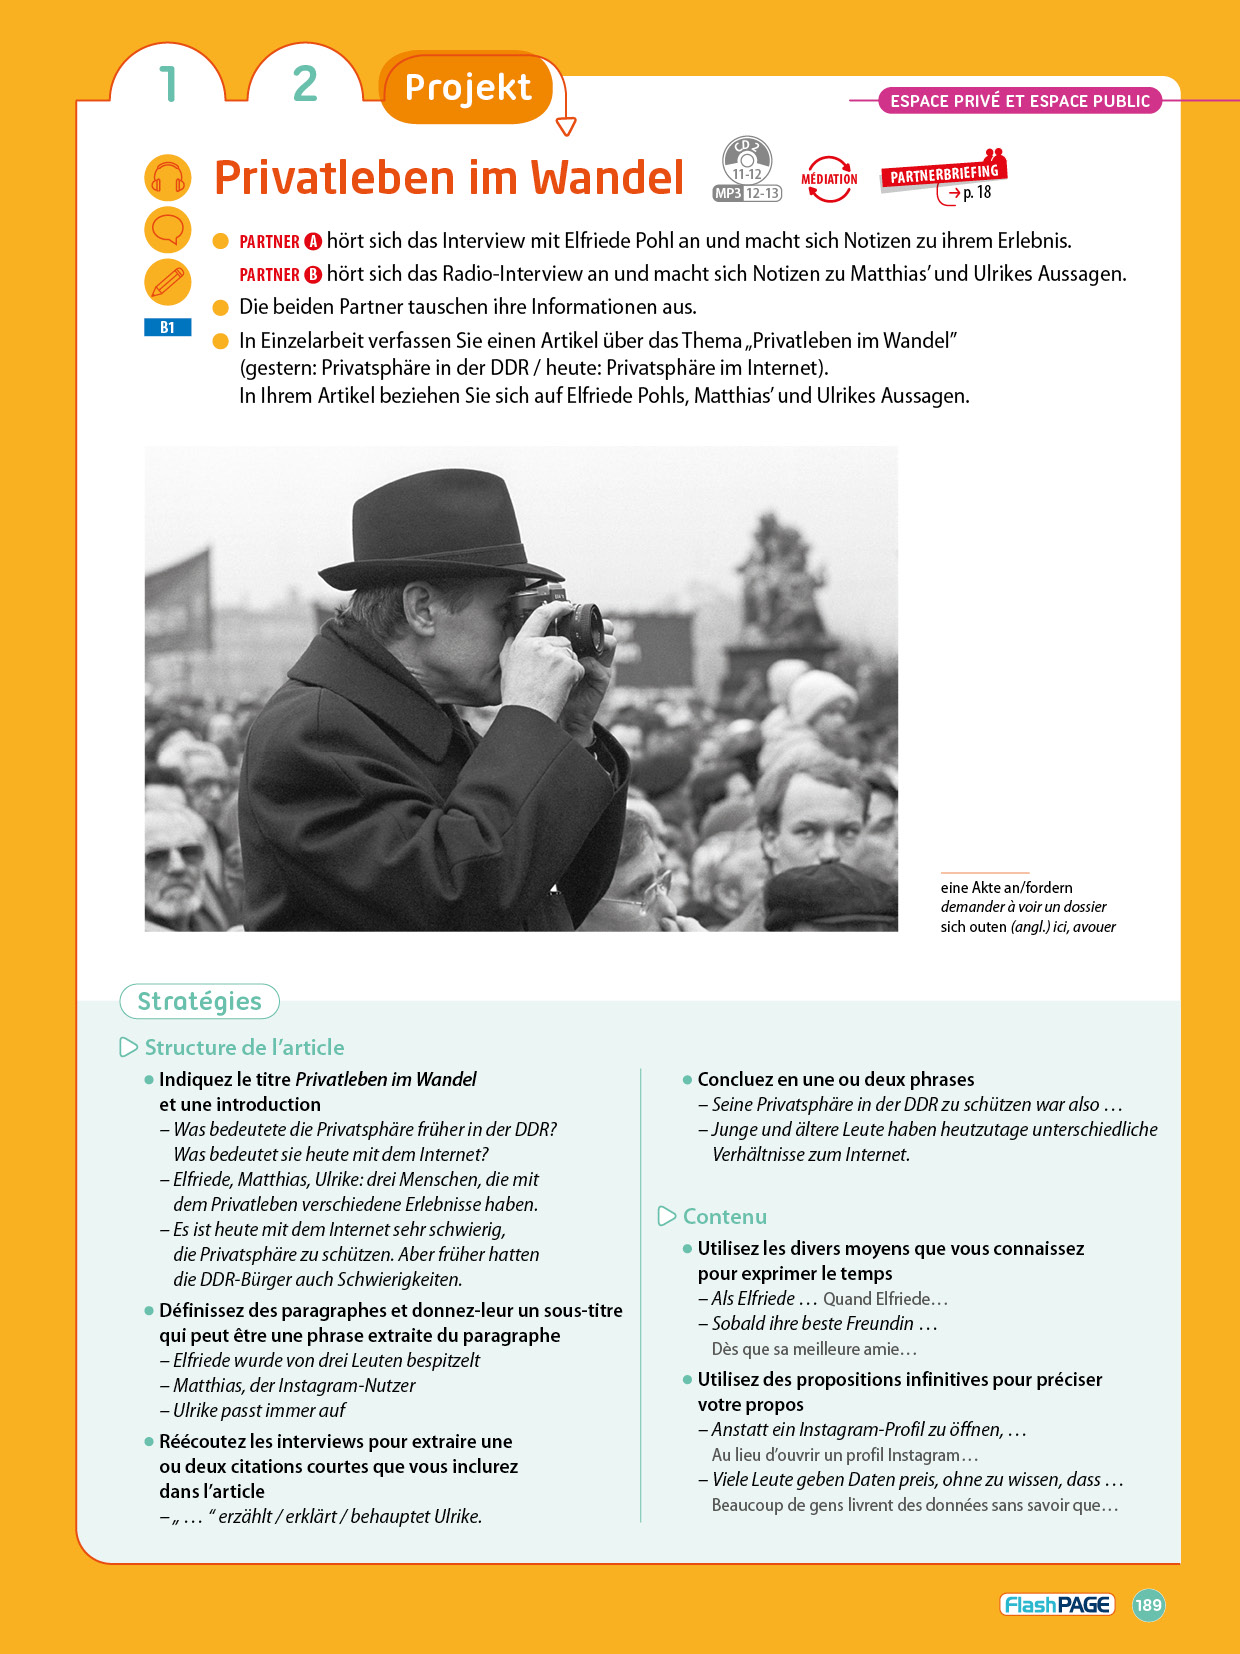 1
2
Projekt
ESPACE PRIVÉ ET ESPACE PUBLIC
Privatleben im Wandel
CD 2
11-12
MP3 12-13
MÉDIATION
PARTNERBRIEFING
p. 18
B1
PARTNER A hört sich das Interview mit Elfriede Pohl an und macht sich Notizen zu ihrem Erlebnis.
PARTNER B hört sich das Radio-Interview an und macht sich Notizen zu Matthias’ und Ulrikes Aussagen.
Die beiden Partner tauschen ihre Informationen aus.
In Einzelarbeit verfassen Sie einen Artikel über das Thema „Privatleben im Wandel”
(gestern: Privatsphäre in der DDR / heute: Privatsphäre im Internet).
In Ihrem Artikel beziehen Sie sich auf Elfriede Pohls, Matthias’ und Ulrikes Aussagen.
eine Akte an/fordern
demander à voir un dossier
sich outen (angl.) ici, avouer
Stratégies
Structure de l’article
Indiquez le titre Privatleben im Wandel
et une introduction
– Was bedeutete die Privatsphäre früher in der DDR?
Was bedeutet sie heute mit dem Internet?
– Elfriede, Matthias, Ulrike: drei Menschen, die mit
dem Privatleben verschiedene Erlebnisse haben.
– Es ist heute mit dem Internet sehr schwierig,
die Privatsphäre zu schützen. Aber früher hatten
die DDR-Bürger auch Schwierigkeiten.
Définissez des paragraphes et donnez-leur un sous-titre
qui peut être une phrase extraite du paragraphe
– Elfriede wurde von drei Leuten bespitzelt
– Matthias, der Instagram-Nutzer
– Ulrike passt immer auf
Réécoutez les interviews pour extraire une
ou deux citations courtes que vous inclurez
dans l’article
– „ … “ erzählt / erklärt / behauptet Ulrike.
Concluez en une ou deux phrases
– Seine Privatsphäre in der DDR zu schützen war also …
– Junge und ältere Leute haben heutzutage unterschiedliche
Verhältnisse zum Internet.
Contenu
Utilisez les divers moyens que vous connaissez
pour exprimer le temps
– Als Elfriede … Quand Elfriede…
– Sobald ihre beste Freundin …
Dès que sa meilleure amie…
Utilisez des propositions infinitives pour préciser
votre propos
– Anstatt ein Instagram-Profil zu öffnen, …
Au lieu d’ouvrir un profil Instagram…
– Viele Leute geben Daten preis, ohne zu wissen, dass …
Beaucoup de gens livrent des données sans savoir que…
FlashPAGE
189